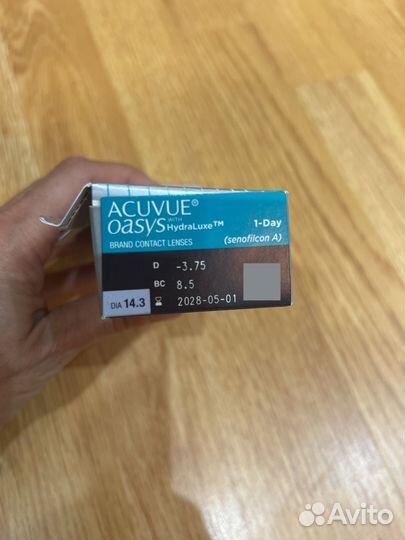 ACUVUE®
OASYS WITH HydraLuxe™
1-Day
BRAND CONTACT LENSES
(senofilcon A)
D -3.75
BC 8.5
DIA 14.3
2028-05-01
Avito